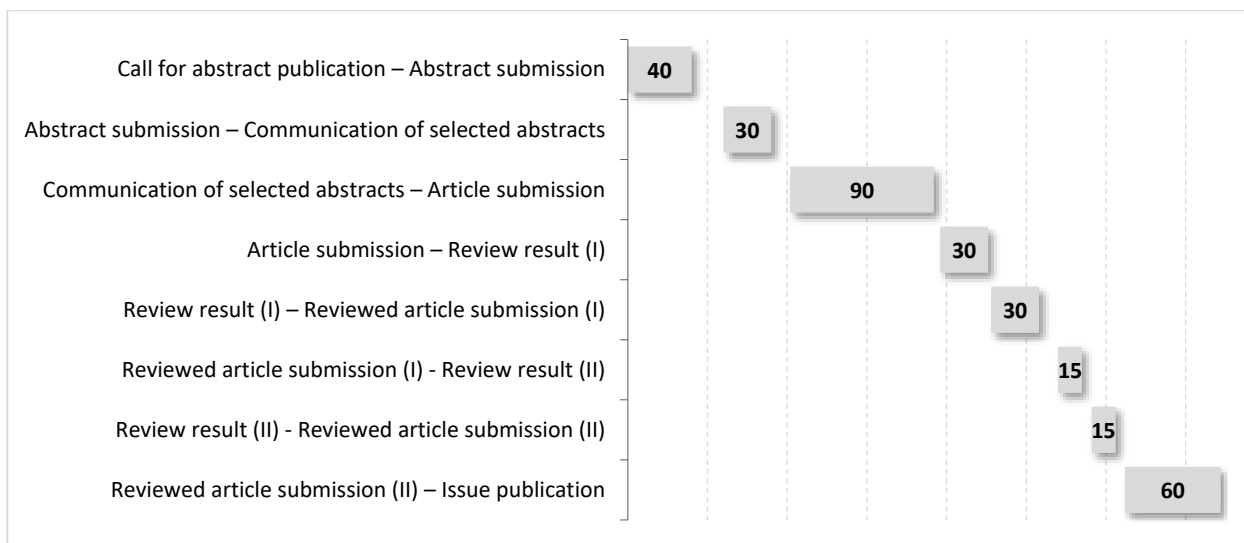 Call for abstract publication – Abstract submission
40
Abstract submission – Communication of selected abstracts
30
Communication of selected abstracts – Article submission
90
Article submission – Review result (I)
30
Review result (I) – Reviewed article submission (I)
30
Reviewed article submission (I) - Review result (II)
15
Review result (II) - Reviewed article submission (II)
15
Reviewed article submission (II) – Issue publication
60